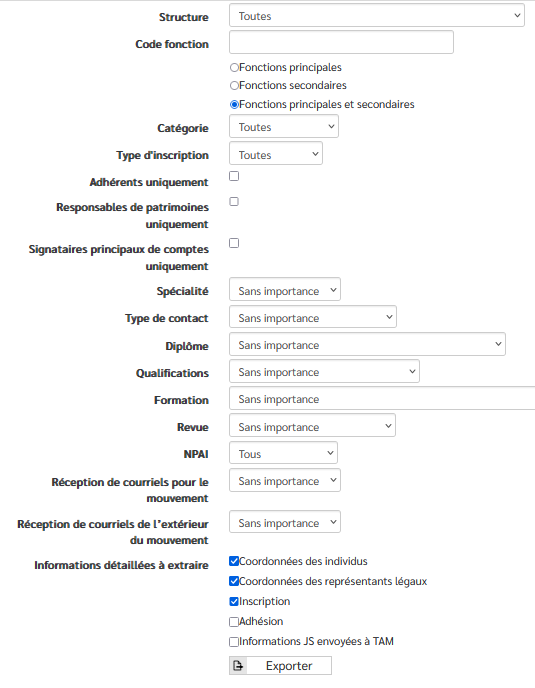 Structure Toutes
Code fonction
Fonctions principales
Fonctions secondaires
Fonctions principales et secondaires
Catégorie Toutes
Type d'inscription Toutes
Adhérents uniquement
Responsables de patrimoines
uniquement
Signataires principaux de comptes
uniquement
Spécialité Sans importance
Type de contact Sans importance
Diplôme Sans importance
Qualifications Sans importance
Formation Sans importance
Revue Sans importance
NPAI Tous
Réception de courriels pour le Sans importance
mouvement
Réception de courriels de l'extérieur Sans importance
du mouvement
Informations détaillées à extraire Coordonnées des individus
Coordonnées des représentants légaux
Inscription
Adhésion
Informations JS envoyées à TAM
Exporter